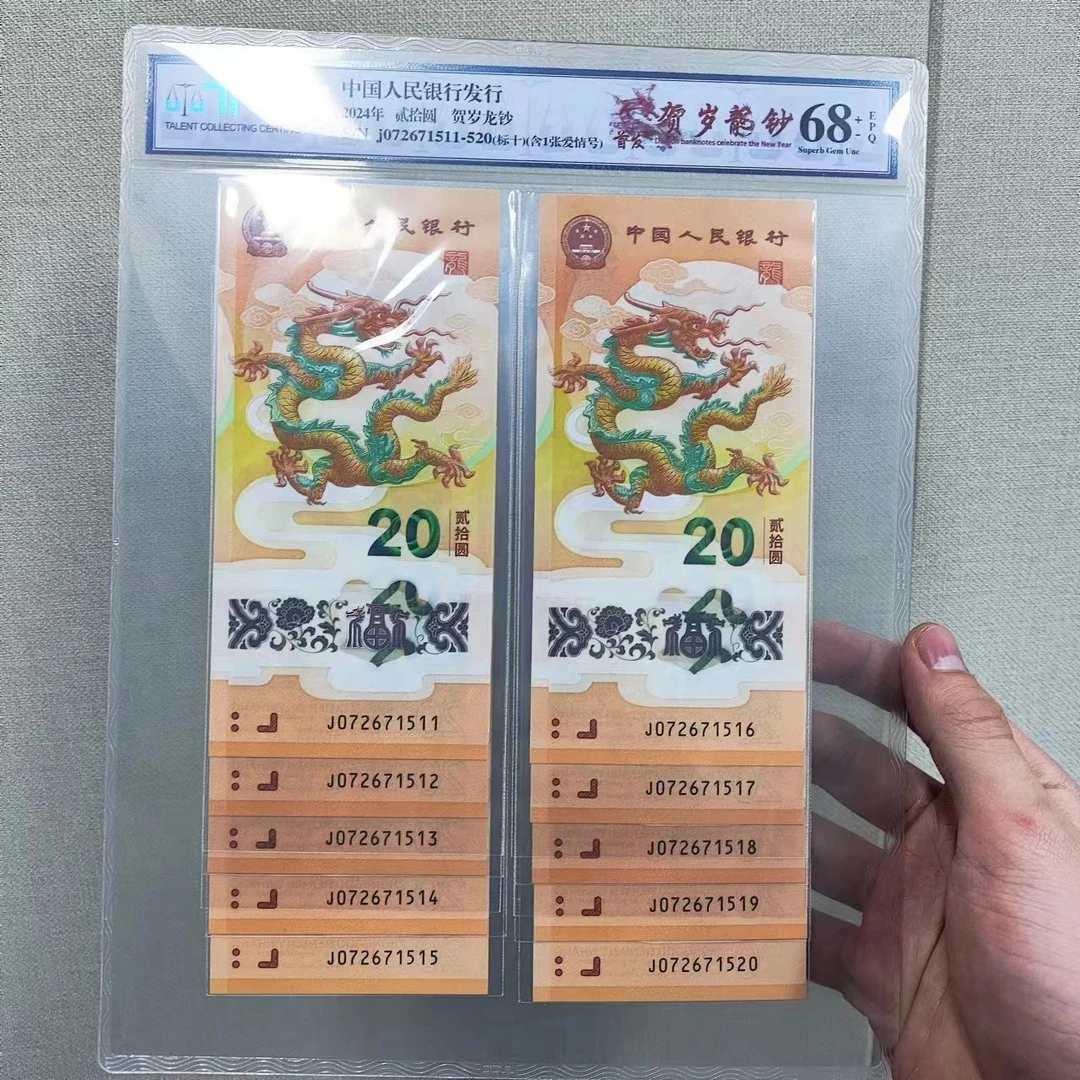 中国人民银行发行
2024年 贰拾圆 贺岁龙钞
J072671511-520(标十)(含1张爱情号)
TALENT COLLECTING
首发
贺岁龙钞
banknotes celebrate the New Year
68
+
-
EPQ
Superb Gem Unc
人民银行
龍
20
贰拾圆
福
J072671511
J072671512
J072671513
J072671514
J072671515
中国人民银行
龍
20
贰拾圆
福
J072671516
J072671517
J072671518
J072671519
J072671520